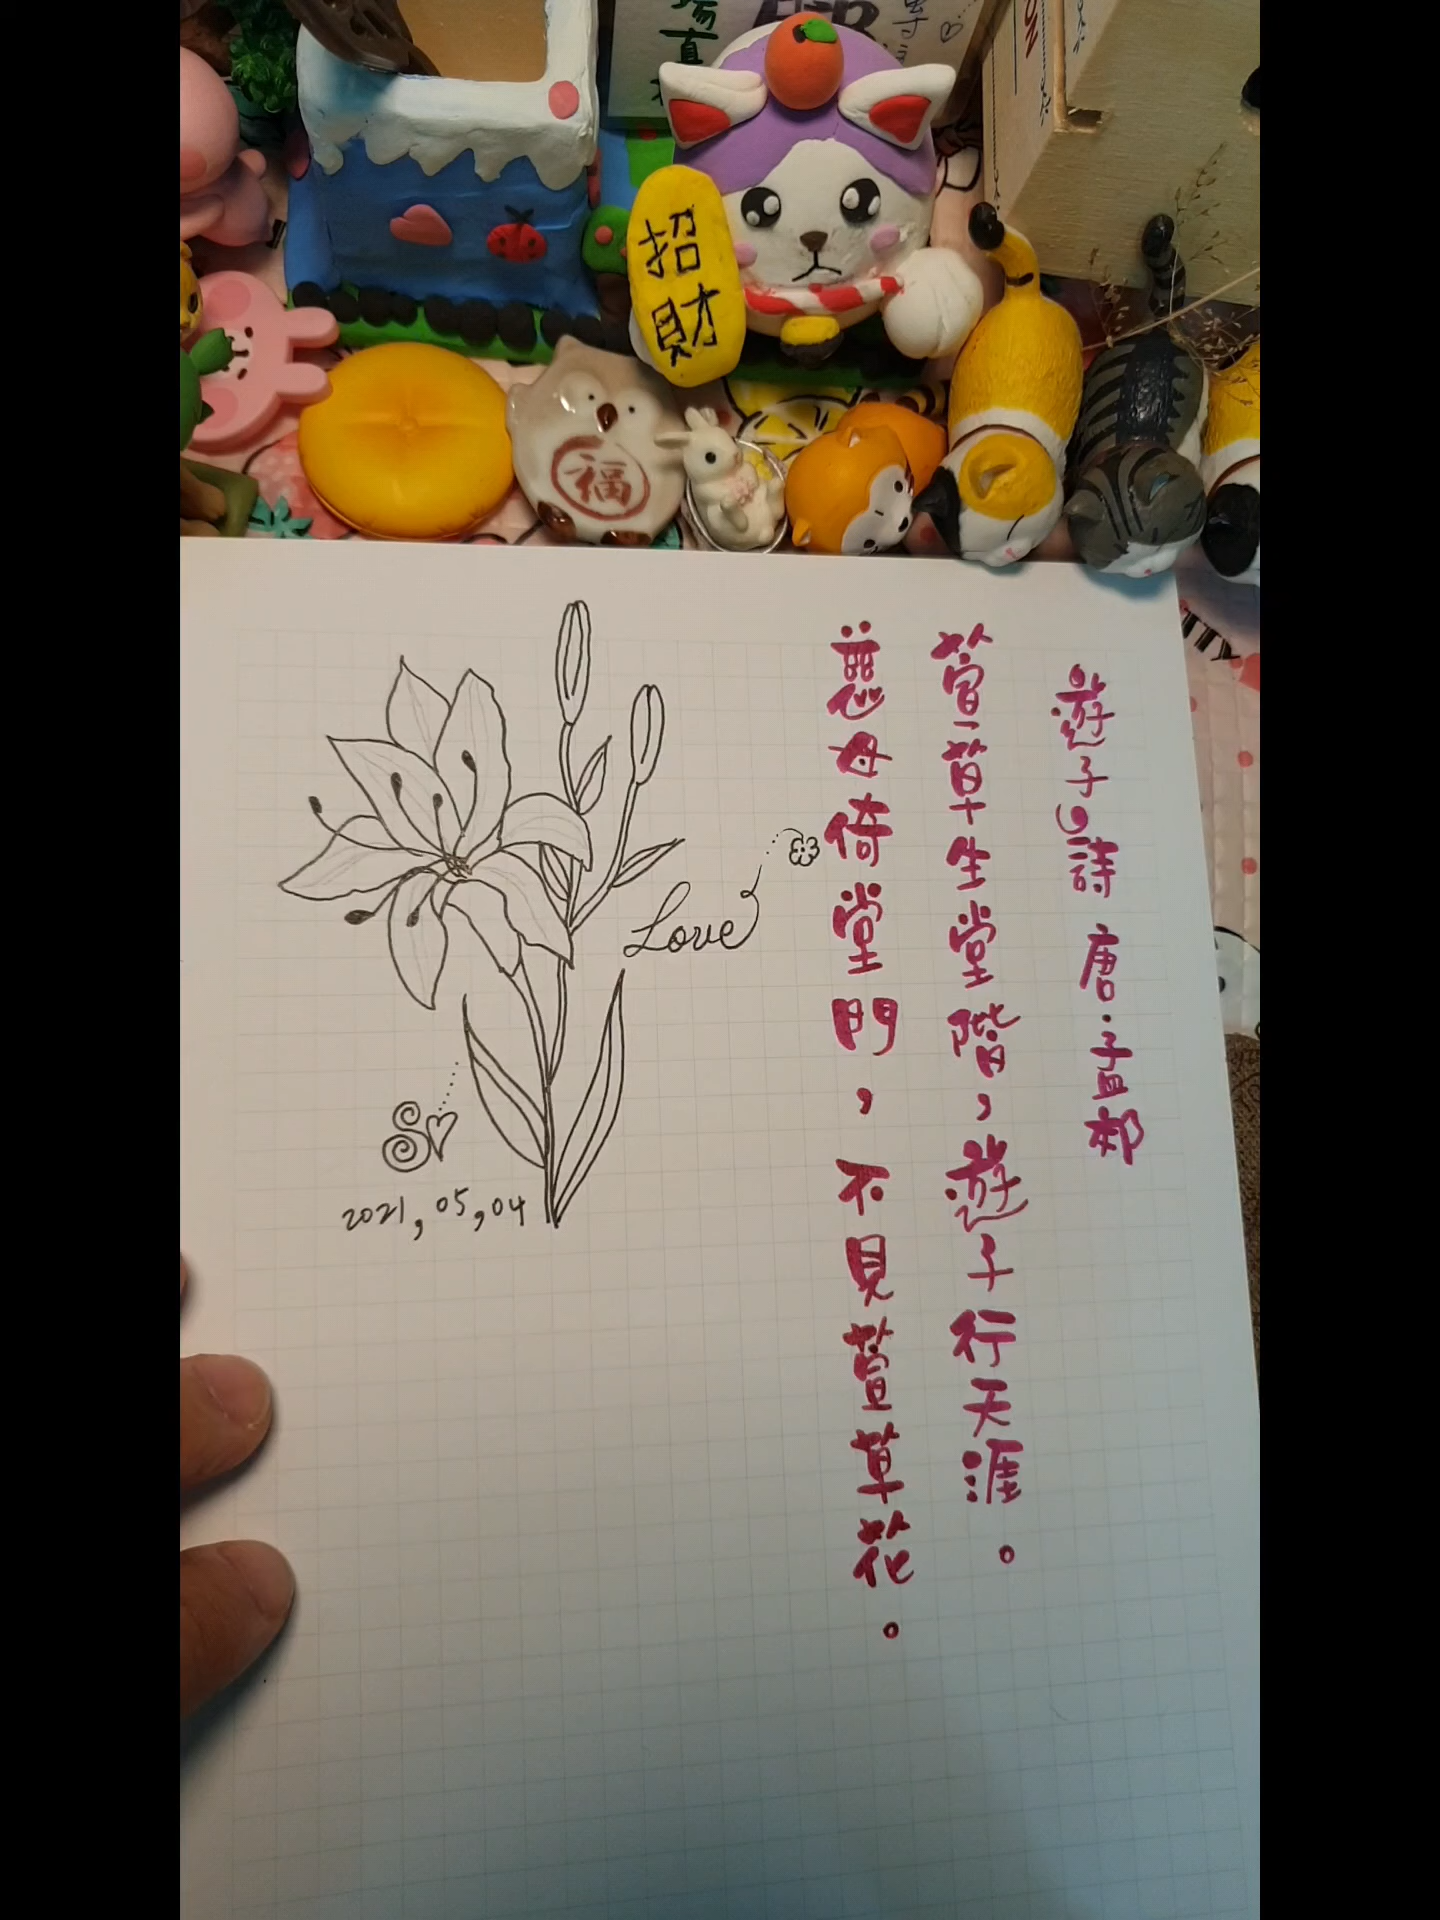 招財
福
遊子詩 唐·孟郊
萱草生堂階,遊子行天涯。
慈母倚堂門,不見萱草花。
Love
S
2021,05,04